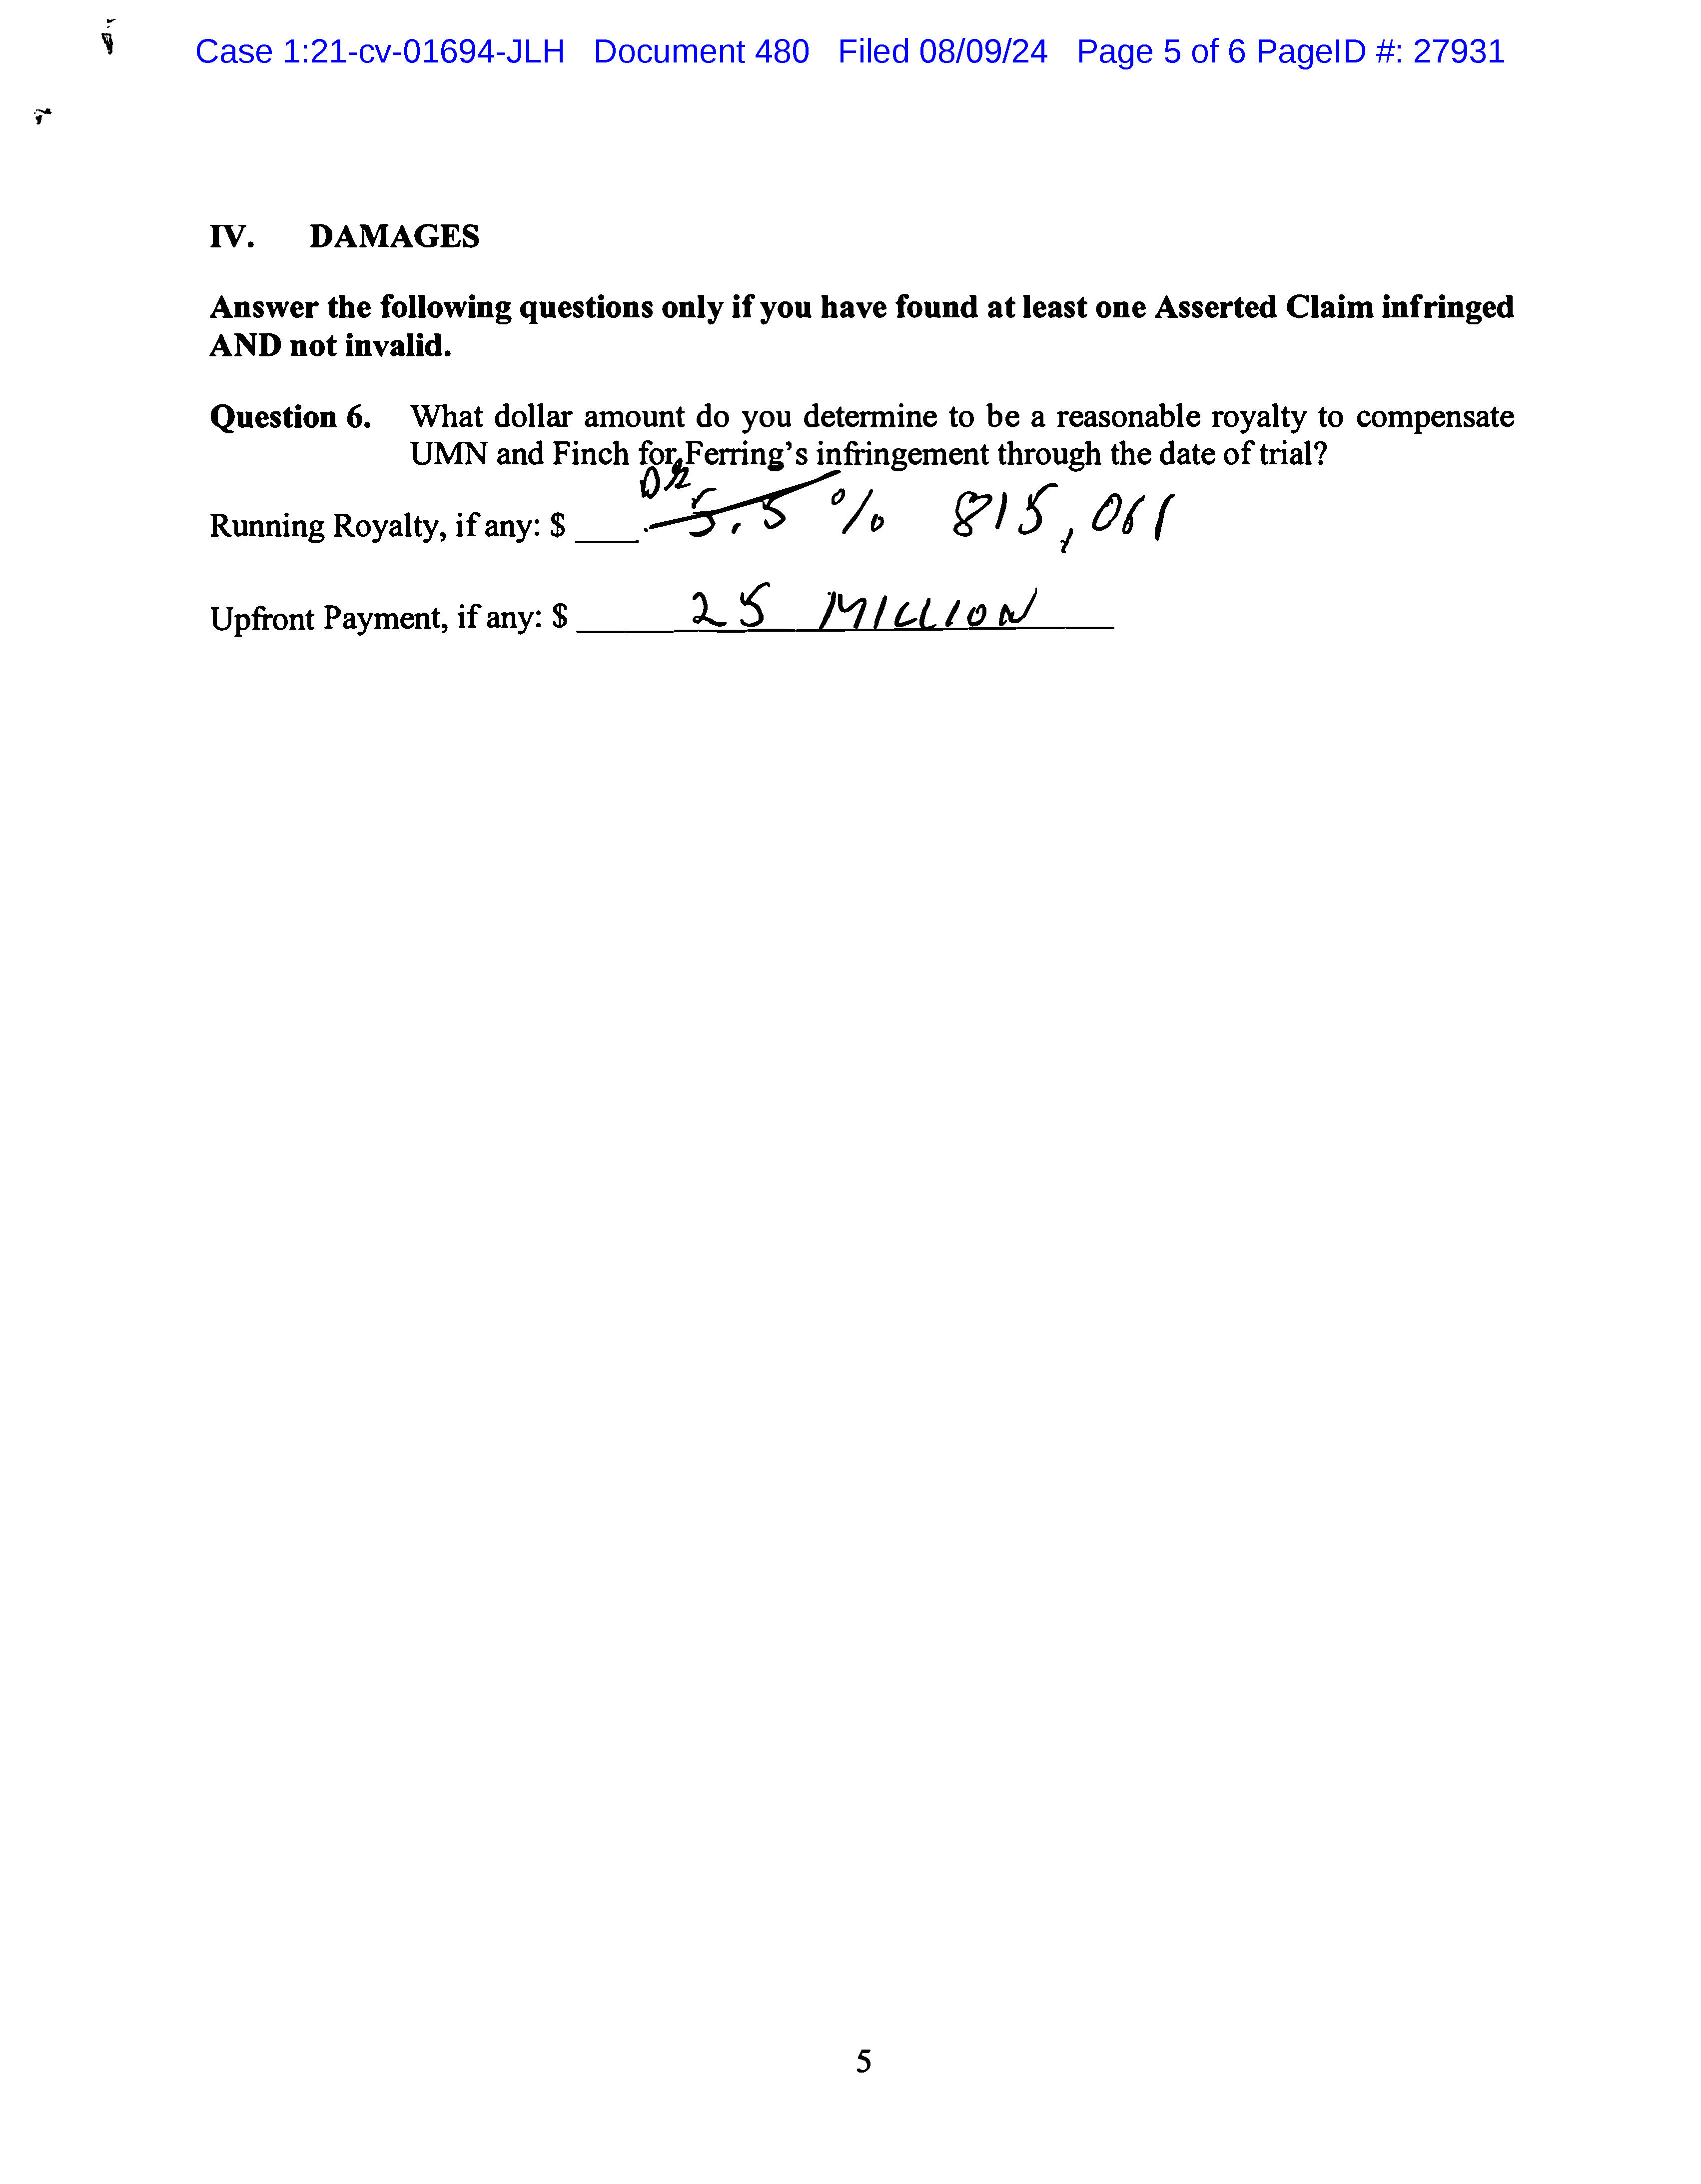 Case 1:21-cv-01694-JLH Document 480 Filed 08/09/24 Page 5 of 6 PageID #: 27931
IV. DAMAGES
Answer the following questions only if you have found at least one Asserted Claim infringed
AND not invalid.
Question 6. What dollar amount do you determine to be a reasonable royalty to compensate
UMN and Finch for Ferring's infringement through the date of trial?
Running Royalty, if any: $ 5.5 % 815,061
Upfront Payment, if any: $ 25 MILLION
5